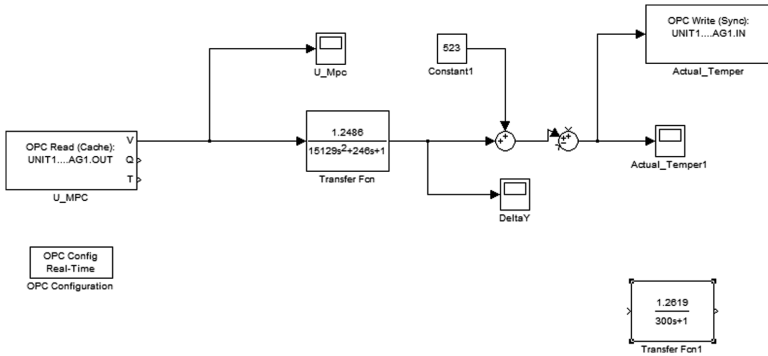 OPC Write (Sync):
UNIT1....AG1.IN
Actual_Temper
U_Mpc
523
Constant1
OPC Read (Cache):
UNIT1....AG1.OUT
V
Q
T
U_MPC
1.2486
15129s²+246s+1
Transfer Fcn
Actual_Temper1
DeltaY
OPC Config
Real-Time
OPC Configuration
1.2619
300s+1
Transfer Fcn1